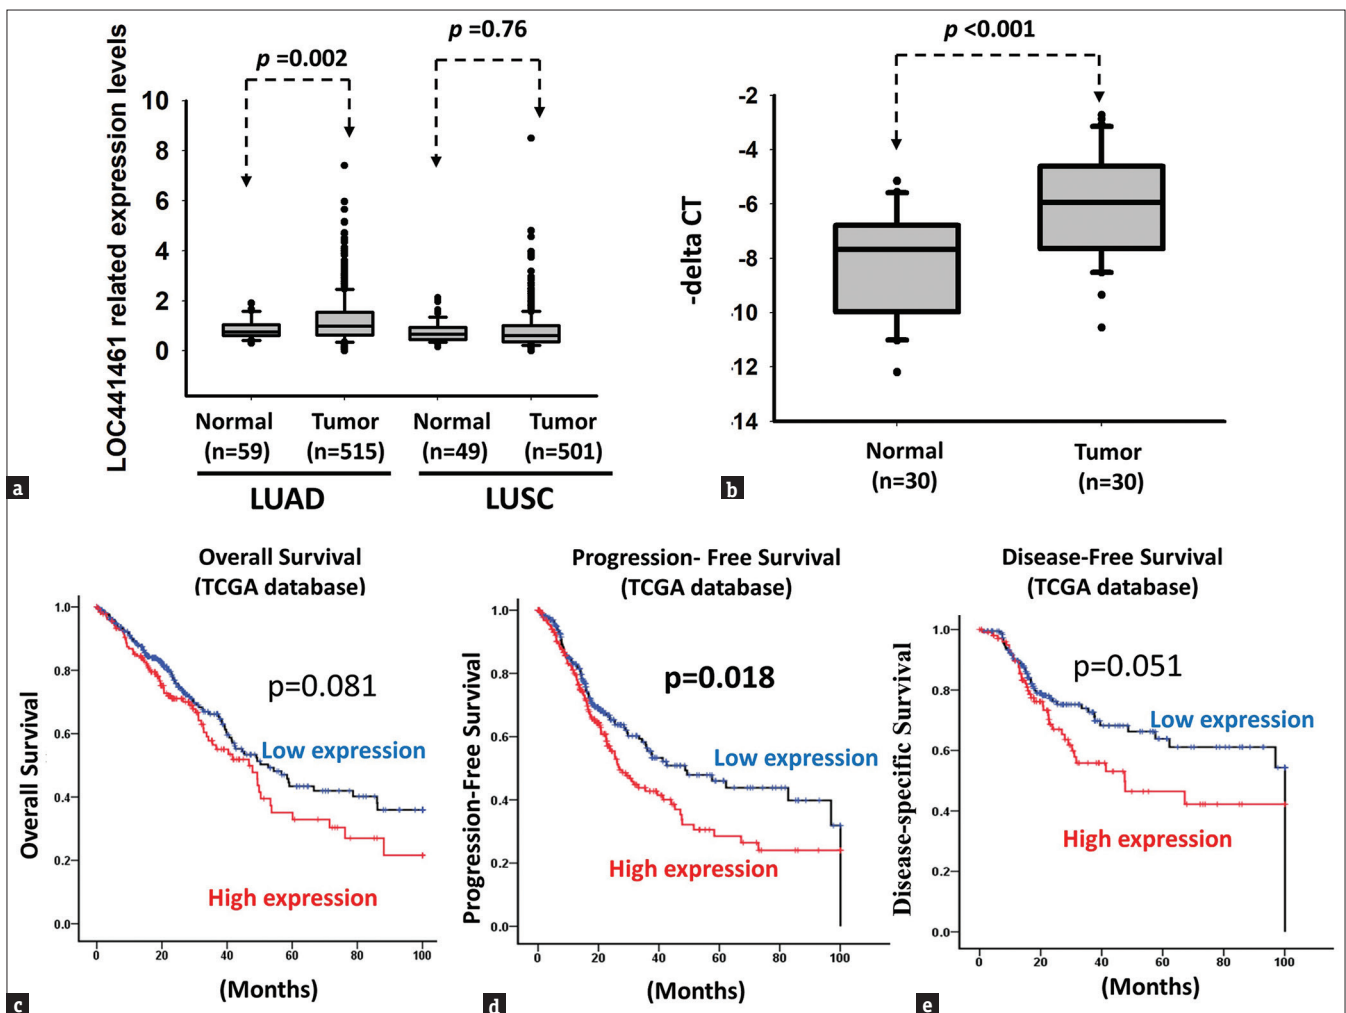 LOC441461 related expression levels
p =0.002
p =0.76
10
8
6
4
2
0
Normal Tumor Normal Tumor
(n=59) (n=515) (n=49) (n=501)
LUAD LUSC
a
p <0.001
-delta CT
-2
-4
-6
-8
-10
-12
-14
Normal Tumor
(n=30) (n=30)
b
Overall Survival
(TCGA database)
Overall Survival
1.0
0.8
0.6
0.4
0.2
0.0
p=0.081
Low expression
High expression
0 20 40 60 80 100
(Months)
c
Progression- Free Survival
(TCGA database)
Progression-Free Survival
1.0
0.8
0.6
0.4
0.2
0.0
p=0.018
Low expression
High expression
0 20 40 60 80 100
(Months)
d
Disease-Free Survival
(TCGA database)
Disease-specific Survival
1.0
0.8
0.6
0.4
0.2
0.0
p=0.051
Low expression
High expression
0 20 40 60 80 100
(Months)
e